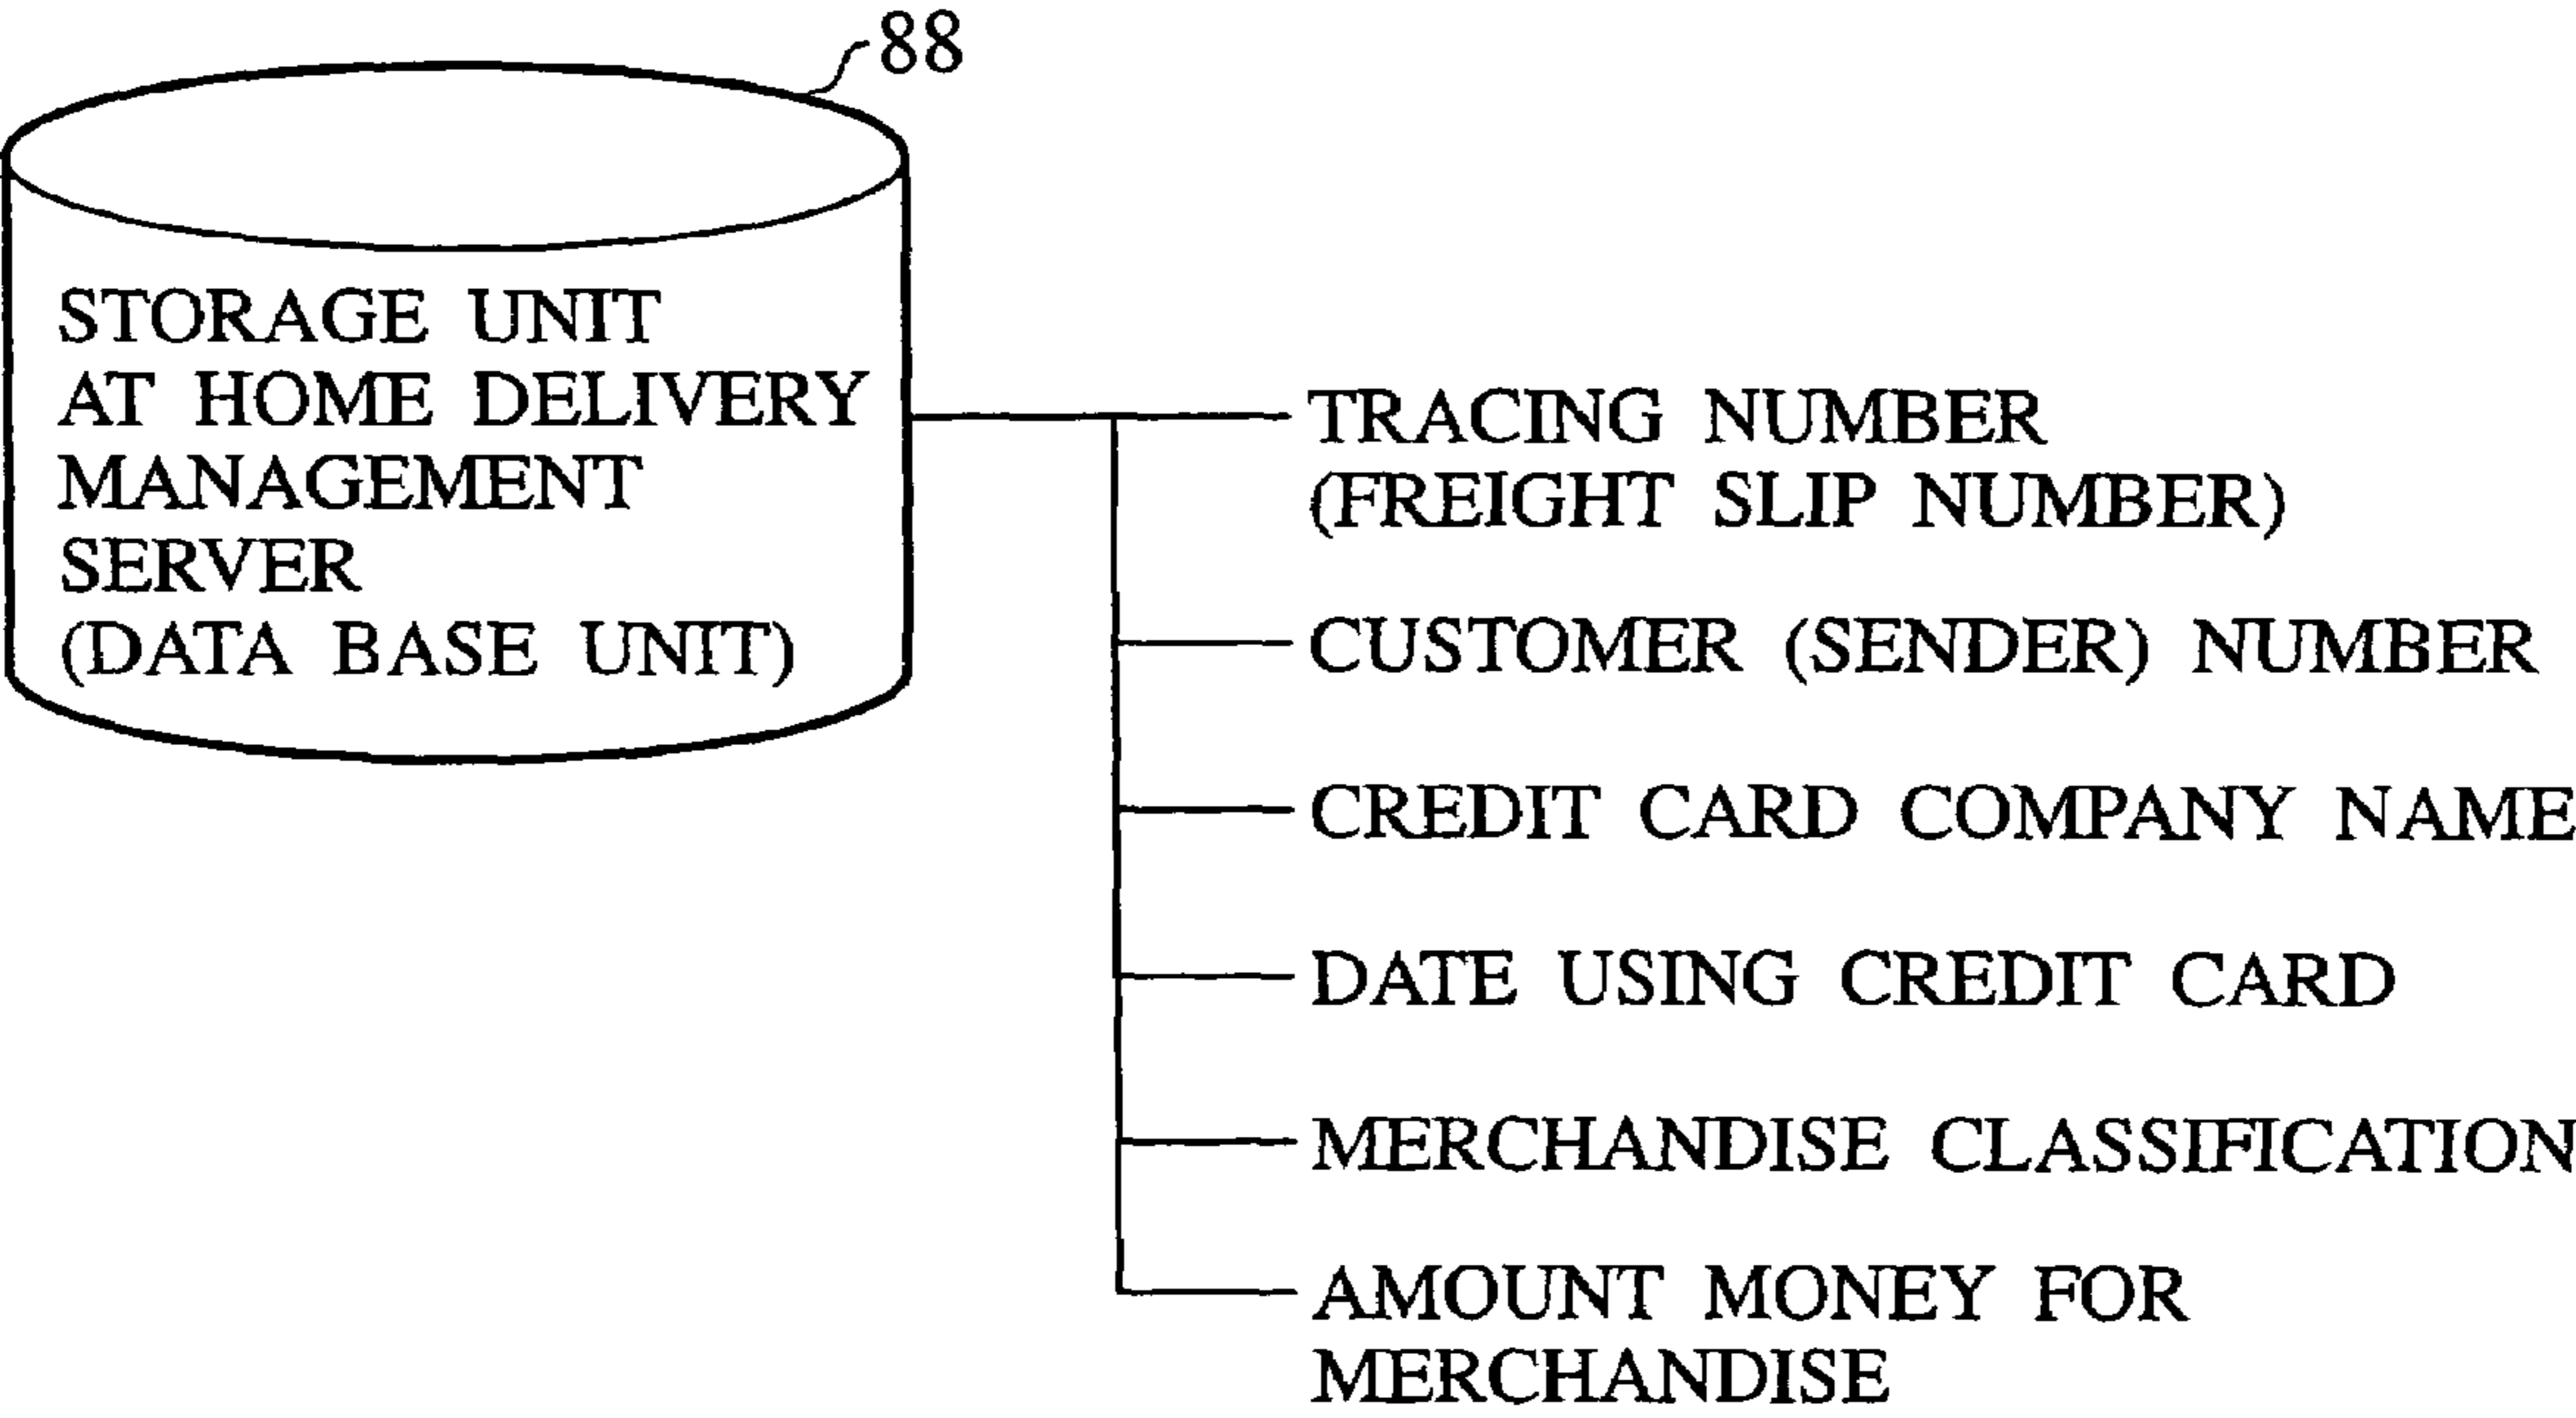 88
STORAGE UNIT
AT HOME DELIVERY
MANAGEMENT
SERVER
(DATA BASE UNIT)
TRACING NUMBER
(FREIGHT SLIP NUMBER)
CUSTOMER (SENDER) NUMBER
CREDIT CARD COMPANY NAME
DATE USING CREDIT CARD
MERCHANDISE CLASSIFICATION
AMOUNT MONEY FOR
MERCHANDISE